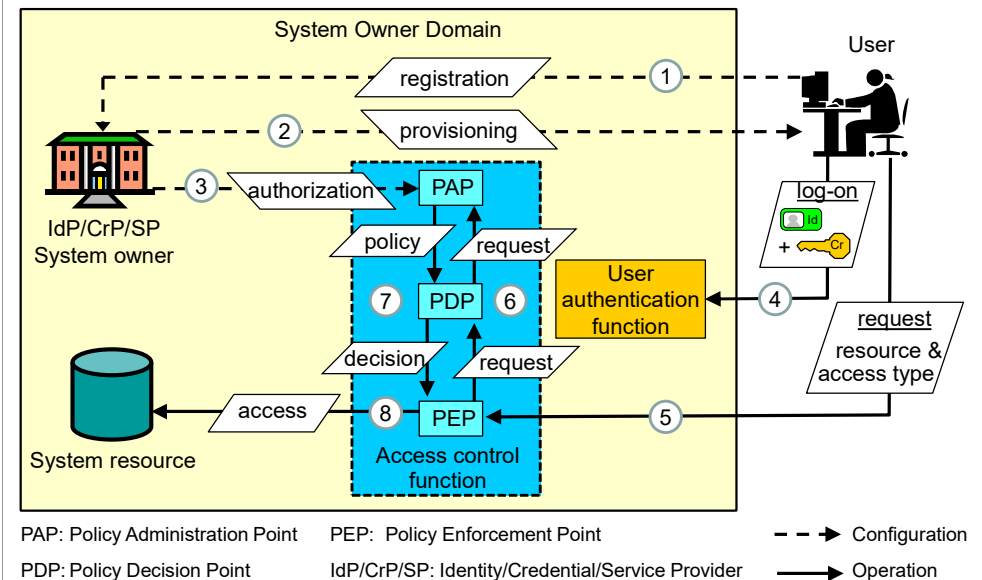 System Owner Domain
User
registration
1
2
provisioning
3
authorization
PAP
log-on
Id
+
Cr
IdP/CrP/SP
System owner
policy
request
User
authentication
function
7
PDP
6
4
request
resource &
access type
decision
request
access
8
PEP
5
System resource
Access control
function
PAP: Policy Administration Point
PEP: Policy Enforcement Point
Configuration
PDP: Policy Decision Point
IdP/CrP/SP: Identity/Credential/Service Provider
Operation